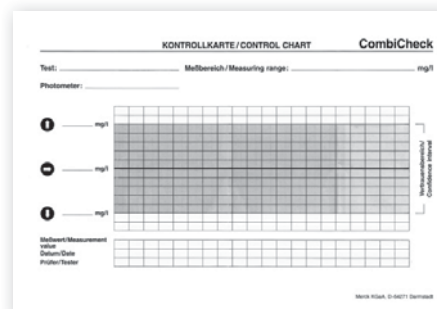 KONTROLLKARTE/CONTROL CHART CombiCheck
Test: Meßbereich/Measuring range: mg/l
Photometer:
mg/l
mg/l
mg/l
Vertrauensbereich/
Confidence interval
Meßwert/Measurement
value
Datum/Date
Prüfer/Tester
Merck KGaA, D-64271 Darmstadt